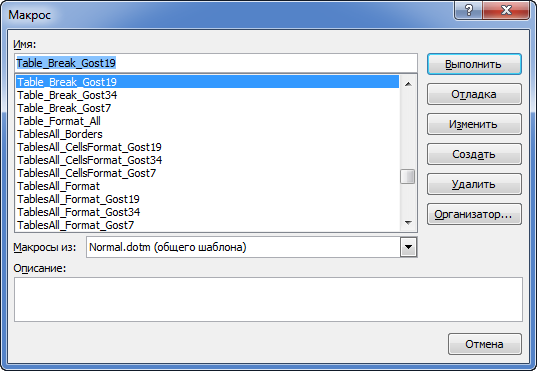 Макрос
Имя:
Table_Break_Gost19
Выполнить
Table_Break_Gost19
Table_Break_Gost34
Table_Break_Gost7
Table_Format_All
TablesAll_Borders
TablesAll_CellsFormat_Gost19
TablesAll_CellsFormat_Gost34
TablesAll_CellsFormat_Gost7
TablesAll_Format
TablesAll_Format_Gost19
TablesAll_Format_Gost34
TablesAll_Format_Gost7
Отладка
Изменить
Создать
Удалить
Организатор...
Макросы из: Normal.dotm (общего шаблона)
Описание:
Отмена